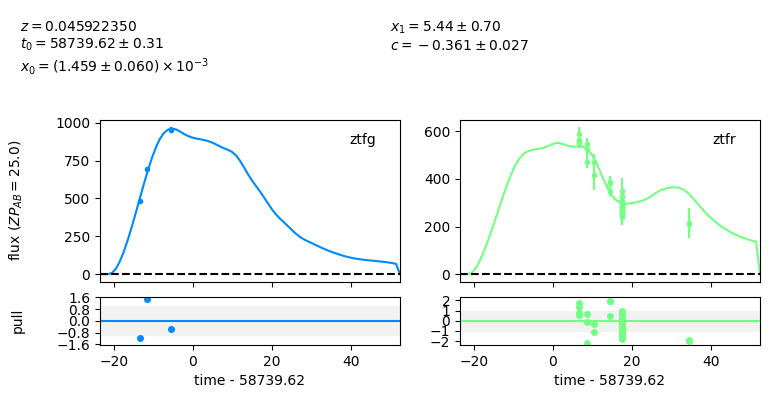 z = 0.045922350
t₀ = 58739.62 ± 0.31
x₀ = (1.459 ± 0.060) × 10⁻³
x₁ = 5.44 ± 0.70
c = −0.361 ± 0.027
flux (ZP_AB = 25.0)
1000
750
500
250
0
ztfg
600
400
200
0
ztfr
pull
1.6
0.8
0.0
−0.8
−1.6
2
1
0
−1
−2
−20 0 20 40
−20 0 20 40
time - 58739.62
time - 58739.62